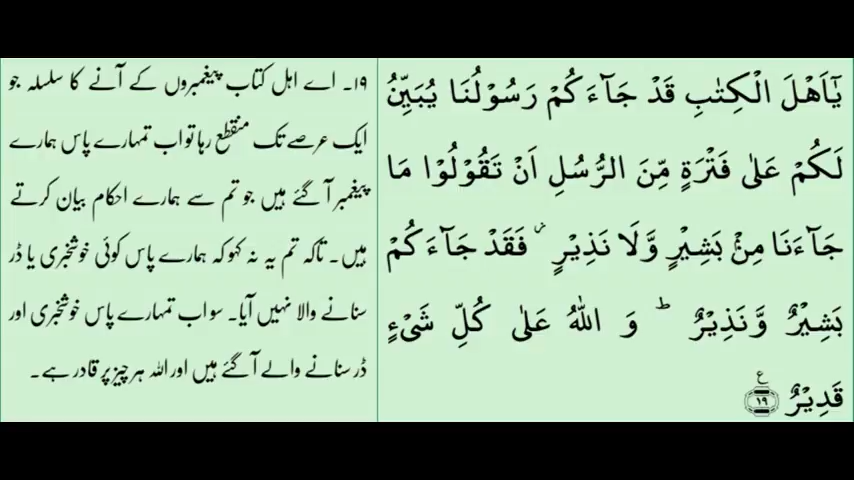 يٰۤاَهْلَ الْكِتٰبِ قَدْ جَآءَكُمْ رَسُوْلُنَا يُبَيِّنُ
لَكُمْ عَلٰى فَتْرَةٍ مِّنَ الرُّسُلِ اَنْ تَقُوْلُوْا مَا
جَآءَنَا مِنْۢ بَشِيْرٍ وَّلَا نَذِيْرٍ ۫ فَقَدْ جَآءَكُمْ
بَشِيْرٌ وَّنَذِيْرٌ ؕ وَ اللّٰهُ عَلٰى كُلِّ شَیْءٍ
قَدِيْرٌ ﴿۱۹﴾ ع
۱۹۔ اے اہل کتاب پیغمبروں کے آنے کا سلسلہ جو
ایک عرصے تک منقطع رہا تو اب تمہارے پاس ہمارے
پیغمبر آ گئے ہیں جو تم سے ہمارے احکام بیان کرتے
ہیں۔ تاکہ تم یہ نہ کہو کہ ہمارے پاس کوئی خوشخبری یا ڈر
سنانے والا نہیں آیا۔ سو اب تمہارے پاس خوشخبری اور
ڈر سنانے والے آ گئے ہیں اور اللہ ہر چیز پر قادر ہے۔